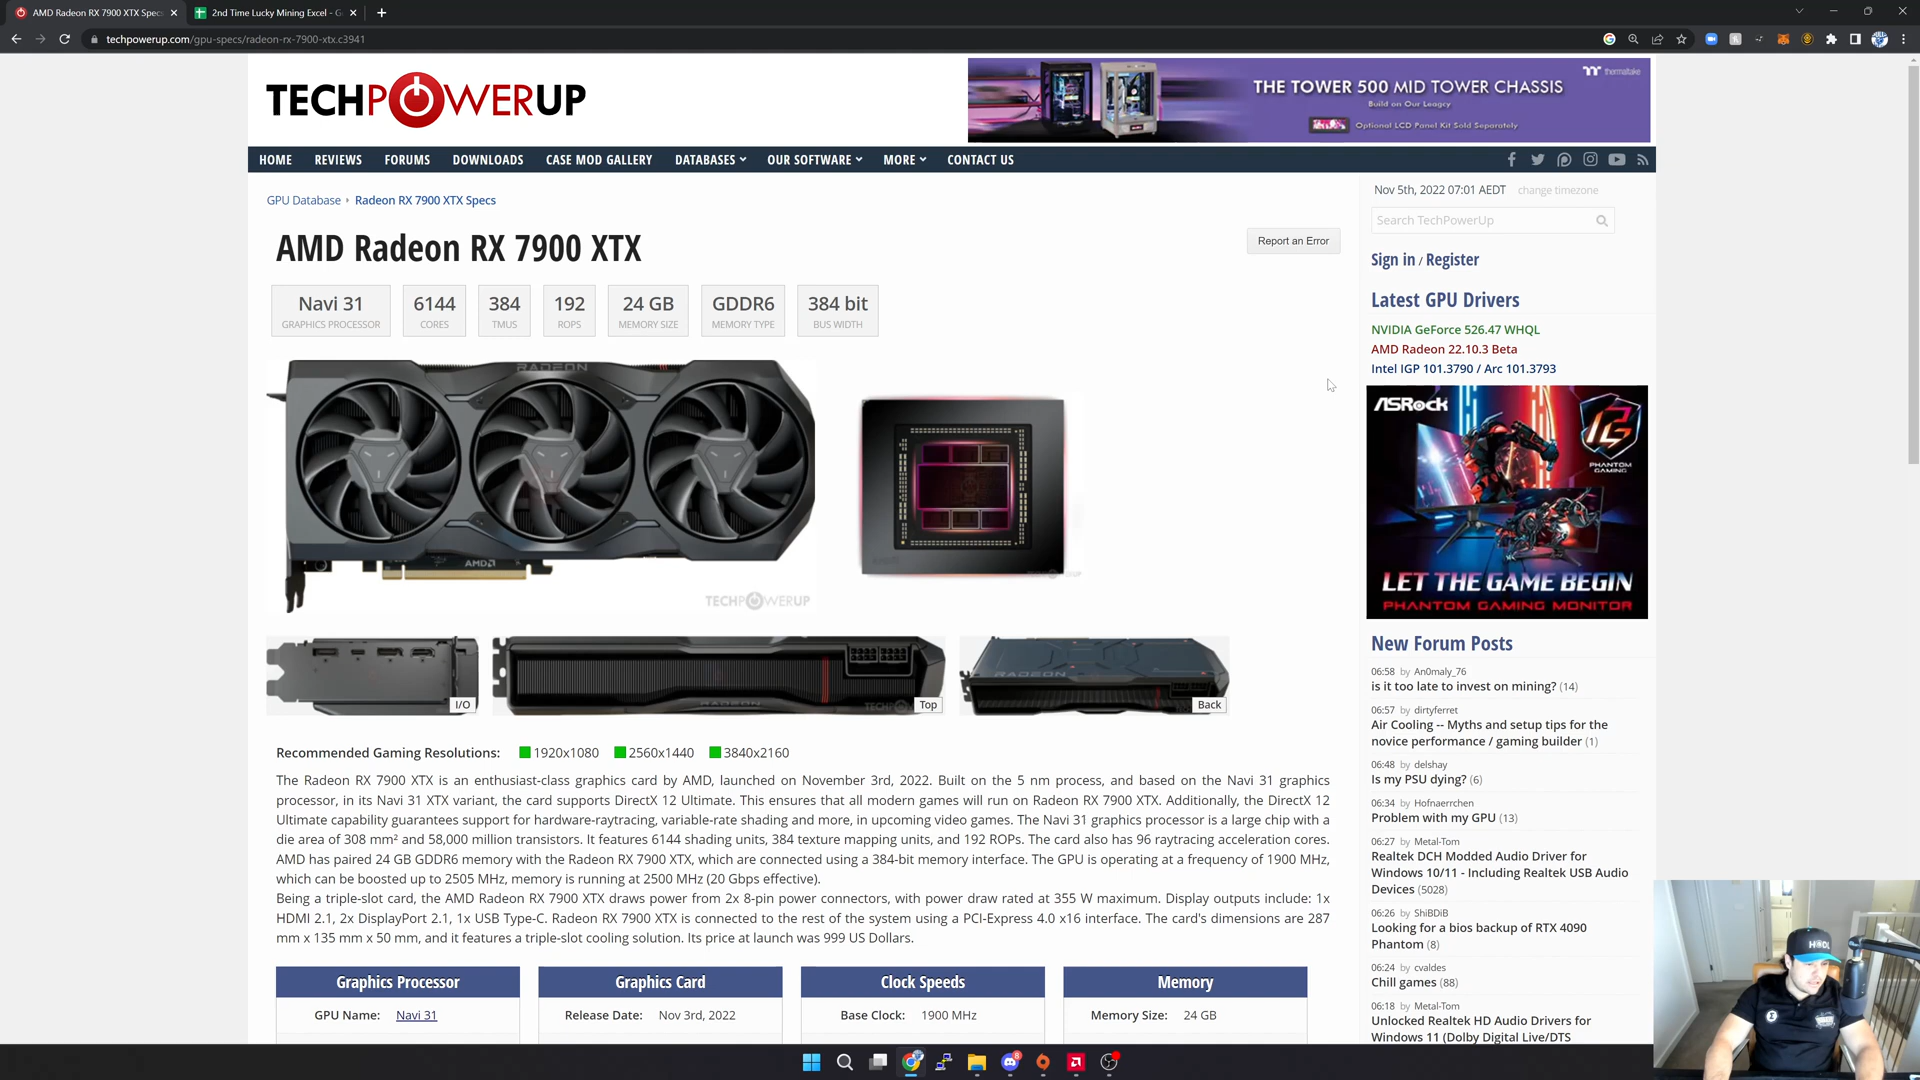 AMD Radeon RX 7900 XTX Specs
2nd Time Lucky Mining Excel - G
techpowerup.com/gpu-specs/radeon-rx-7900-xtx.c3941
TECHPOWERUP
THE TOWER 500 MID TOWER CHASSIS
Build on Our Legacy
Optional LCD Panel Kit Sold Separately
thermaltake
HOME REVIEWS FORUMS DOWNLOADS CASE MOD GALLERY DATABASES OUR SOFTWARE MORE CONTACT US
GPU Database › Radeon RX 7900 XTX Specs
AMD Radeon RX 7900 XTX
Report an Error
Navi 31 6144 384 192 24 GB GDDR6 384 bit
GRAPHICS PROCESSOR CORES TMUS ROPS MEMORY SIZE MEMORY TYPE BUS WIDTH
RADEON
AMD
TECHPOWERUP
I/O
RADEON
Top
RADEON
Back
Recommended Gaming Resolutions: 1920x1080 2560x1440 3840x2160
The Radeon RX 7900 XTX is an enthusiast-class graphics card by AMD, launched on November 3rd, 2022. Built on the 5 nm process, and based on the Navi 31 graphics
processor, in its Navi 31 XTX variant, the card supports DirectX 12 Ultimate. This ensures that all modern games will run on Radeon RX 7900 XTX. Additionally, the DirectX 12
Ultimate capability guarantees support for hardware-raytracing, variable-rate shading and more, in upcoming video games. The Navi 31 graphics processor is a large chip with a
die area of 308 mm² and 58,000 million transistors. It features 6144 shading units, 384 texture mapping units, and 192 ROPs. The card also has 96 raytracing acceleration cores.
AMD has paired 24 GB GDDR6 memory with the Radeon RX 7900 XTX, which are connected using a 384-bit memory interface. The GPU is operating at a frequency of 1900 MHz,
which can be boosted up to 2505 MHz, memory is running at 2500 MHz (20 Gbps effective).
Being a triple-slot card, the AMD Radeon RX 7900 XTX draws power from 2x 8-pin power connectors, with power draw rated at 355 W maximum. Display outputs include: 1x
HDMI 2.1, 2x DisplayPort 2.1, 1x USB Type-C. Radeon RX 7900 XTX is connected to the rest of the system using a PCI-Express 4.0 x16 interface. The card's dimensions are 287
mm x 135 mm x 50 mm, and it features a triple-slot cooling solution. Its price at launch was 999 US Dollars.
Graphics Processor
GPU Name: Navi 31
Graphics Card
Release Date: Nov 3rd, 2022
Clock Speeds
Base Clock: 1900 MHz
Memory
Memory Size: 24 GB
Nov 5th, 2022 07:01 AEDT change timezone
Search TechPowerUp
Sign in / Register
Latest GPU Drivers
NVIDIA GeForce 526.47 WHQL
AMD Radeon 22.10.3 Beta
Intel IGP 101.3790 / Arc 101.3793
ASRock
PHANTOM
GAMING
LET THE GAME BEGIN
PHANTOM GAMING MONITOR
New Forum Posts
06:58 by An0maly_76
is it too late to invest on mining? (14)
06:57 by dirtyferret
Air Cooling -- Myths and setup tips for the
novice performance / gaming builder (1)
06:48 by delshay
Is my PSU dying? (6)
06:34 by Hofnaerrchen
Problem with my GPU (13)
06:27 by Metal-Tom
Realtek DCH Modded Audio Driver for
Windows 10/11 - Including Realtek USB Audio
Devices (5028)
06:26 by ShiBDiB
Looking for a bios backup of RTX 4090
Phantom (8)
06:24 by cvaldes
Chill games (88)
06:18 by Metal-Tom
Unlocked Realtek HD Audio Drivers for
Windows 11 (Dolby Digital Live/DTS